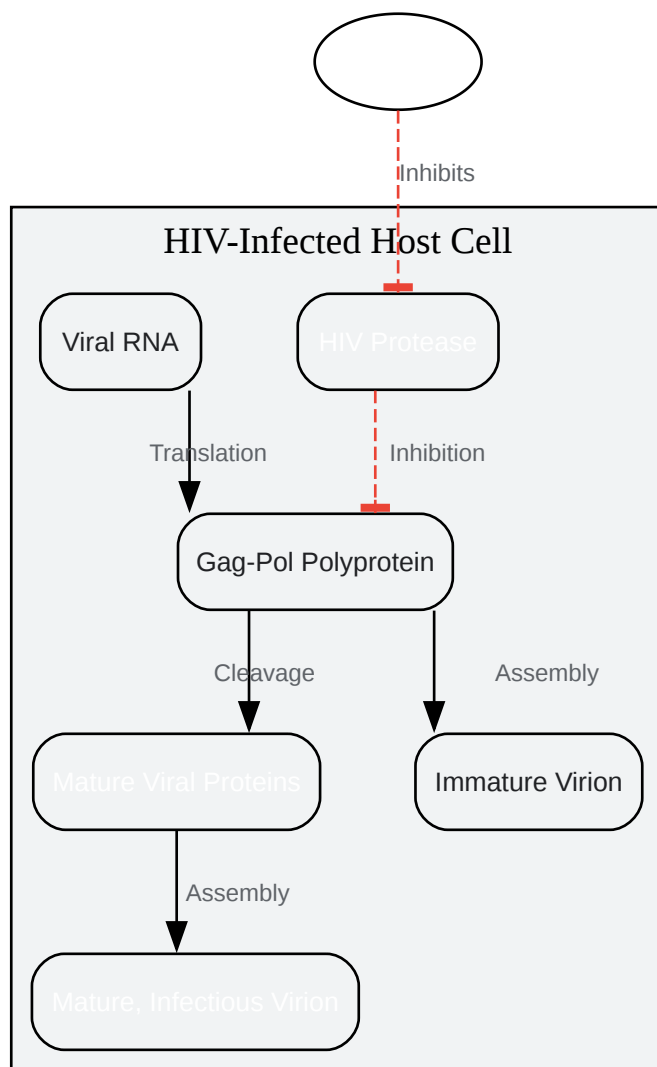 Inhibits
HIV-Infected Host Cell
Viral RNA
HIV Protease
Translation
Inhibition
Gag-Pol Polyprotein
Cleavage
Assembly
Mature Viral Proteins
Immature Virion
Assembly
Mature, Infectious Virion